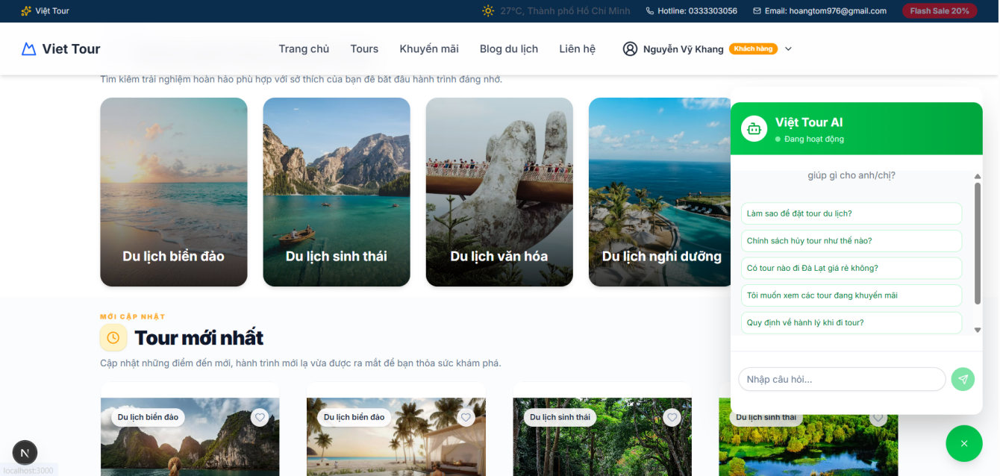 Việt Tour
27°C, Thành phố Hồ Chí Minh
Hotline: 0333303056
Email: hoangtom976@gmail.com
Flash Sale 20%
Viet Tour
Trang chủ
Tours
Khuyến mãi
Blog du lịch
Liên hệ
Nguyễn Vỹ Khang
Khách hàng
Tìm kiếm trải nghiệm hoàn hảo phù hợp với sở thích của bạn để bắt đầu hành trình đáng nhớ.
Du lịch biển đảo
Du lịch sinh thái
Du lịch văn hóa
Du lịch nghỉ dưỡng
MỚI CẬP NHẬT
Tour mới nhất
Cập nhật những điểm đến mới, hành trình mới lạ vừa được ra mắt để bạn thỏa sức khám phá.
Du lịch biển đảo
Du lịch biển đảo
Du lịch sinh thái
Du lịch sinh thái
Việt Tour AI
Đang hoạt động
giúp gì cho anh/chị?
Làm sao để đặt tour du lịch?
Chính sách hủy tour như thế nào?
Có tour nào đi Đà Lạt giá rẻ không?
Tôi muốn xem các tour đang khuyến mãi
Quy định về hành lý khi đi tour?
Nhập câu hỏi...
N
localhost:3000